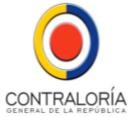 CONTRALORÍA
GENERAL DE LA REPÚBLICA